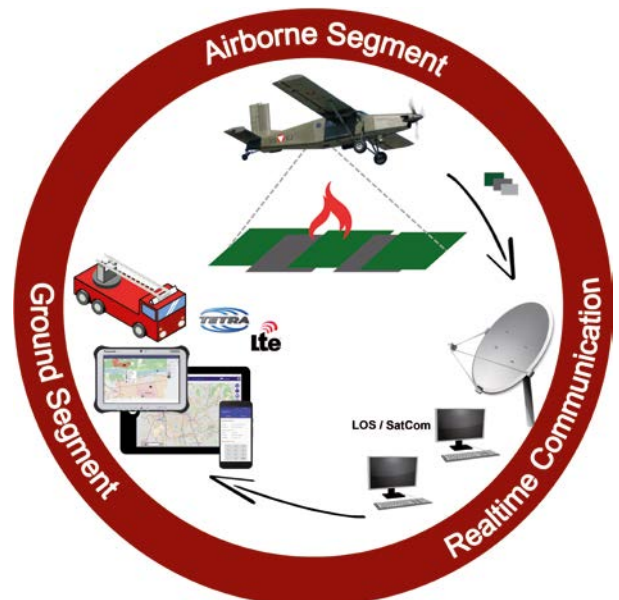 Airborne Segment
TETRA
lte
Ground Segment
LOS / SatCom
Realtime Communication